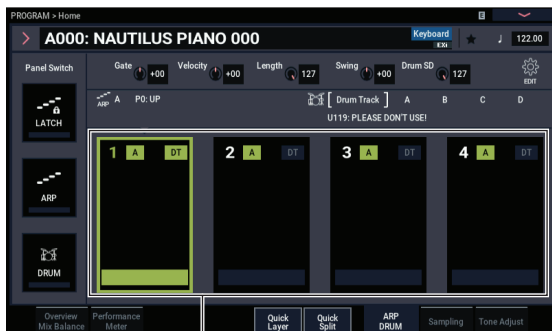 PROGRAM > Home E
A000: NAUTILUS PIANO 000 Keyboard EXi ♩ 122.00
Panel Switch Gate +00 Velocity +00 Length 127 Swing +00 Drum SD 127 EDIT
ARP A P0: UP [ Drum Track ] A B C D
U119: PLEASE DON'T USE!
LATCH
1 A DT 2 A DT 3 A DT 4 A DT
ARP
DRUM
Overview Mix Balance Performance Meter Quick Layer Quick Split ARP DRUM Sampling Tone Adjust